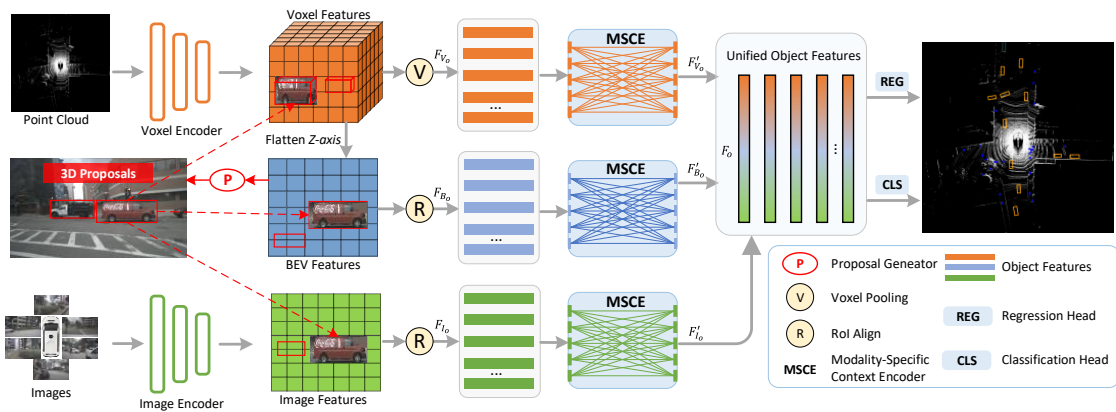 Voxel Features
Point Cloud
Voxel Encoder
V
F_{V_o}
...
MSCE
F'_{V_o}
Flatten Z-axis
3D Proposals
P
BEV Features
R
F_{B_o}
...
MSCE
F'_{B_o}
Images
Image Encoder
Image Features
R
F_{I_o}
...
MSCE
F'_{I_o}
Unified Object Features
F_o
...
REG
CLS
P Proposal Geneator
V Voxel Pooling
R RoI Align
MSCE Modality-Specific
Context Encoder
Object Features
REG Regression Head
CLS Classification Head